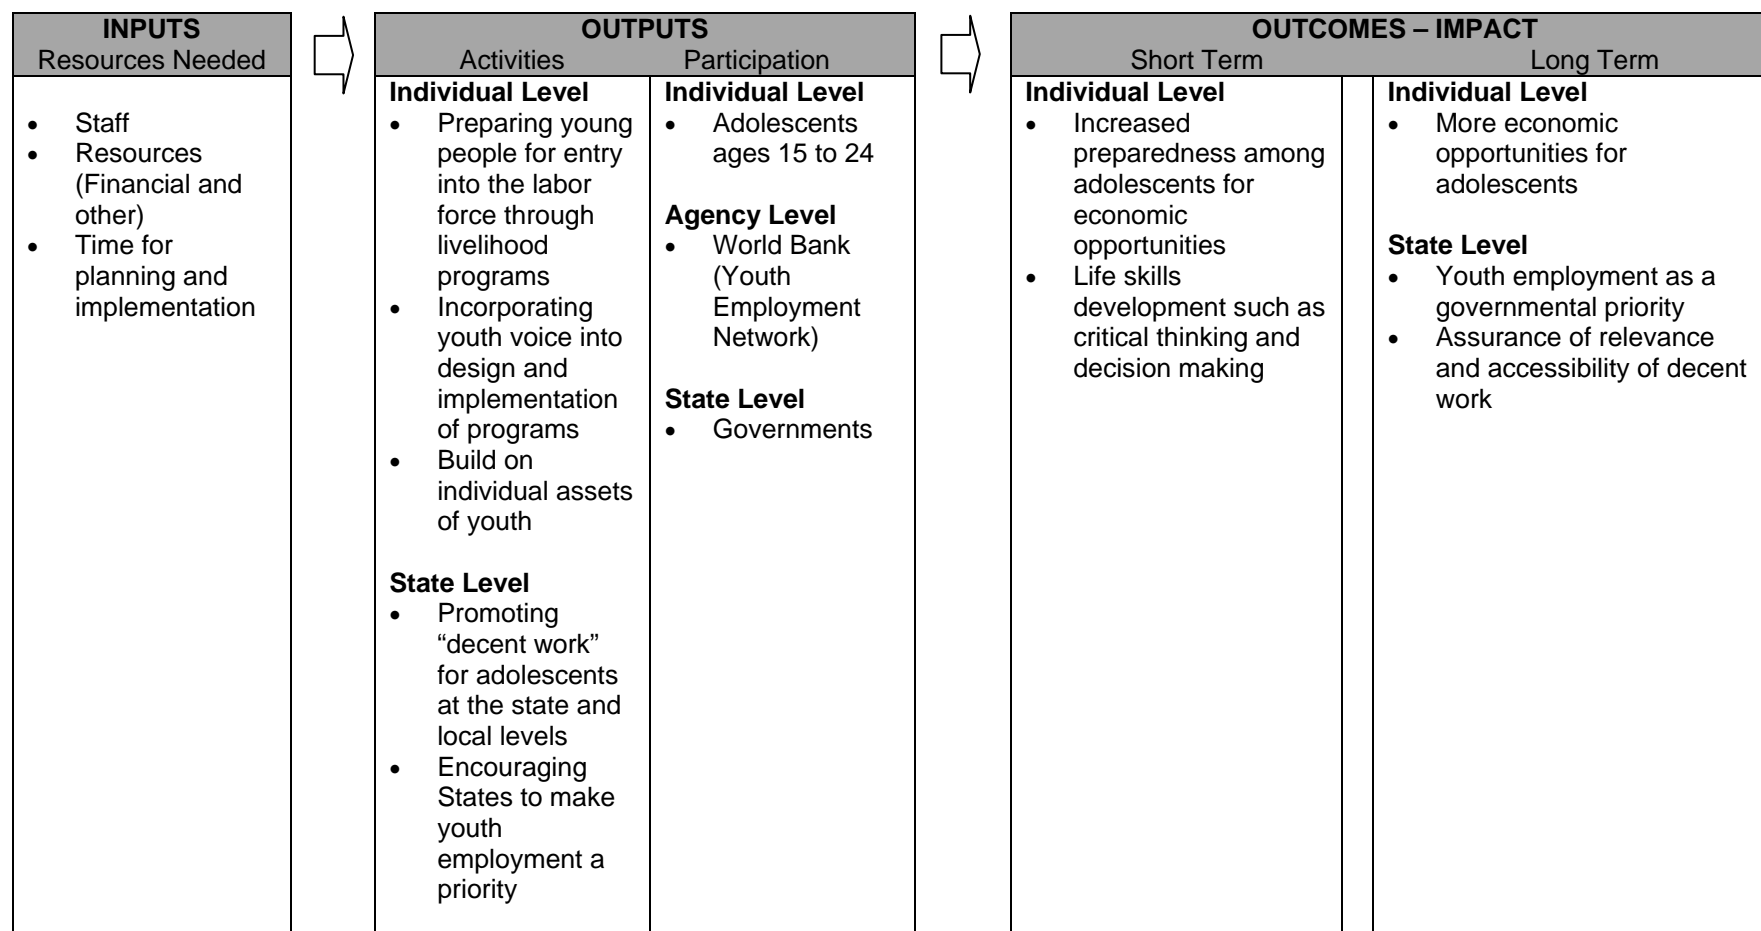 INPUTS
Resources Needed
• Staff
• Resources
(Financial and
other)
• Time for
planning and
implementation
OUTPUTS
Activities Participation
Individual Level
• Preparing young
people for entry
into the labor
force through
livelihood
programs
• Incorporating
youth voice into
design and
implementation
of programs
• Build on
individual assets
of youth
State Level
• Promoting
“decent work”
for adolescents
at the state and
local levels
• Encouraging
States to make
youth
employment a
priority
Individual Level
• Adolescents
ages 15 to 24
Agency Level
• World Bank
(Youth
Employment
Network)
State Level
• Governments
OUTCOMES – IMPACT
Short Term Long Term
Individual Level
• Increased
preparedness among
adolescents for
economic
opportunities
• Life skills
development such as
critical thinking and
decision making
Individual Level
• More economic
opportunities for
adolescents
State Level
• Youth employment as a
governmental priority
• Assurance of relevance
and accessibility of decent
work